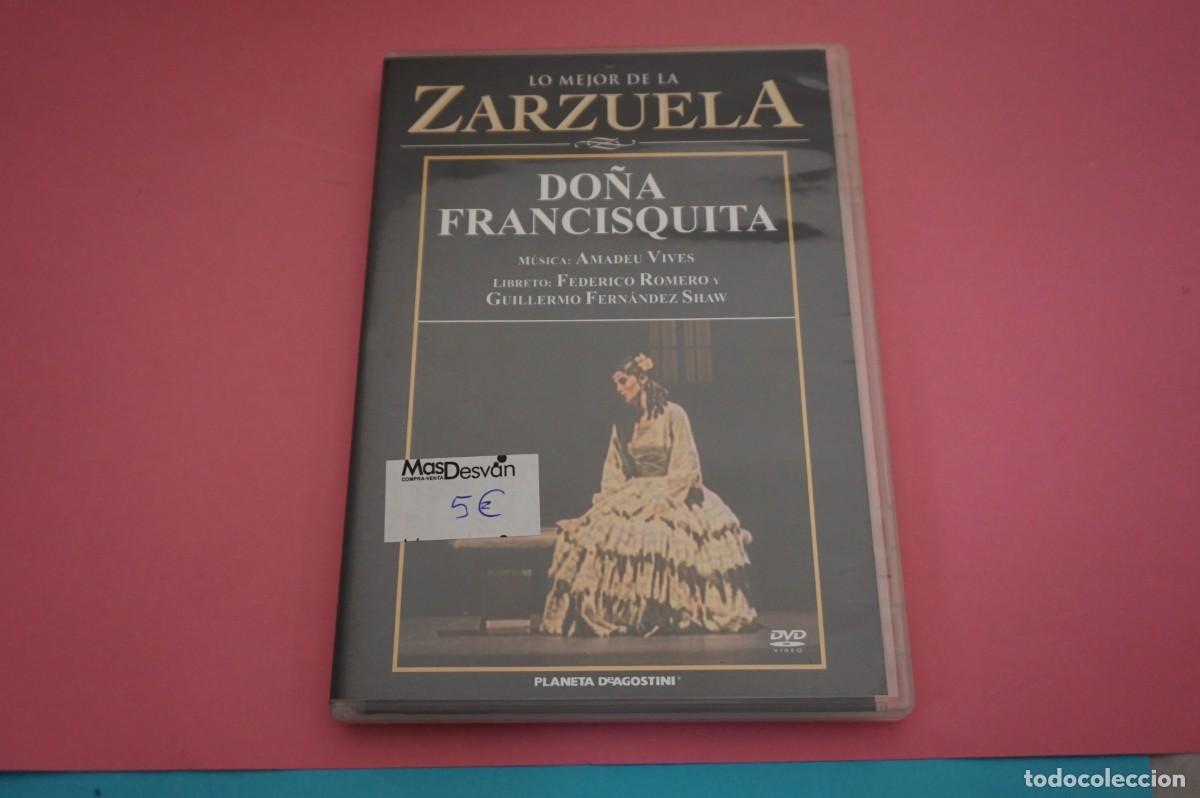 LO MEJOR DE LA
ZARZUELA
DOÑA
FRANCISQUITA
MÚSICA: AMADEU VIVES
LIBRETO: FEDERICO ROMERO Y
GUILLERMO FERNÁNDEZ SHAW
MasDesván
COMPRA-VENTA
5€
DVD
VIDEO
PLANETA DeAGOSTINI
todocoleccion